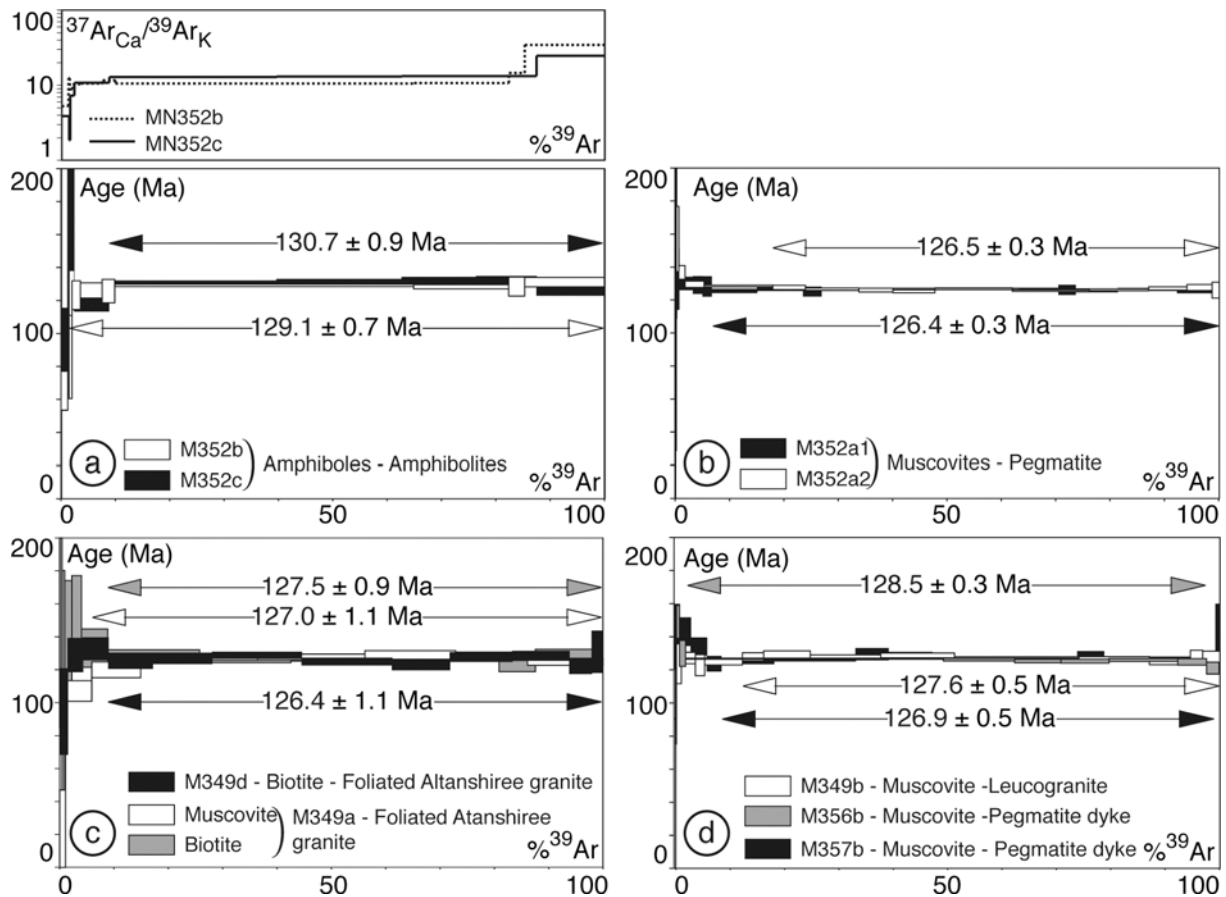 100
10
1
³⁷Ar_Ca/³⁹Ar_K
MN352b
MN352c
%³⁹Ar
200
100
0
Age (Ma)
130.7 ± 0.9 Ma
129.1 ± 0.7 Ma
a
M352b
M352c
) Amphiboles - Amphibolites
%³⁹Ar
0 50 100
200
100
0
Age (Ma)
126.5 ± 0.3 Ma
126.4 ± 0.3 Ma
b
M352a1
M352a2
) Muscovites - Pegmatite
%³⁹Ar
0 50 100
200
100
0
Age (Ma)
127.5 ± 0.9 Ma
127.0 ± 1.1 Ma
126.4 ± 1.1 Ma
c
M349d - Biotite - Foliated Altanshiree granite
Muscovite
Biotite
) M349a - Foliated Atanshiree
granite
%³⁹Ar
0 50 100
200
100
0
Age (Ma)
128.5 ± 0.3 Ma
127.6 ± 0.5 Ma
126.9 ± 0.5 Ma
d
M349b - Muscovite -Leucogranite
M356b - Muscovite -Pegmatite dyke
M357b - Muscovite - Pegmatite dyke
%³⁹Ar
0 50 100